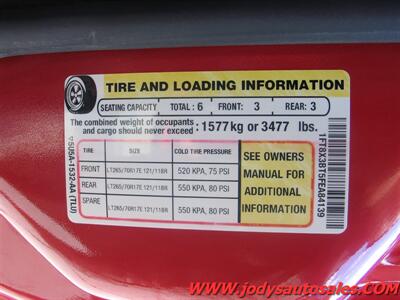 TIRE AND LOADING INFORMATION
SEATING CAPACITY TOTAL: 6 FRONT: 3 REAR: 3
The combined weight of occupants
and cargo should never exceed: 1577 kg or 3477 lbs.
TIRE SIZE COLD TIRE PRESSURE
FRONT LT265/70R17E 121/118R 520 KPA, 75 PSI
REAR LT265/70R17E 121/118R 550 KPA, 80 PSI
SPARE LT265/70R17E 121/118R 550 KPA, 80 PSI
SEE OWNERS
MANUAL FOR
ADDITIONAL
INFORMATION
1FT8X3BT5FEA84139
www.jodysautosales.com